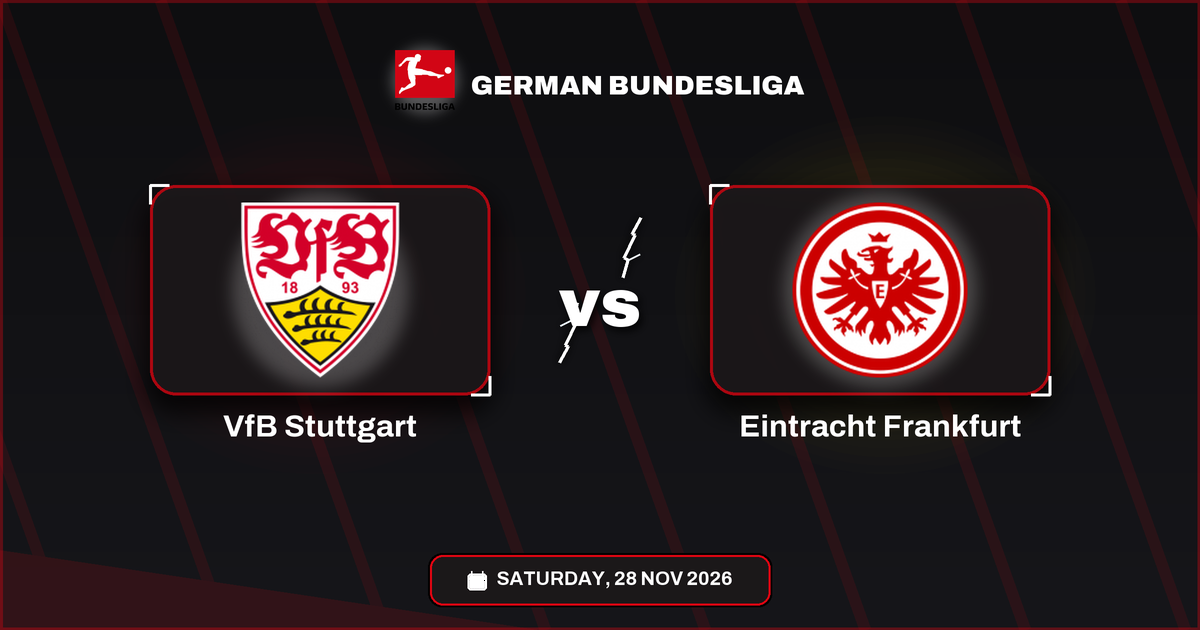 BUNDESLIGA
GERMAN BUNDESLIGA
VfB
18 93
E
VS
VfB Stuttgart
Eintracht Frankfurt
SATURDAY, 28 NOV 2026